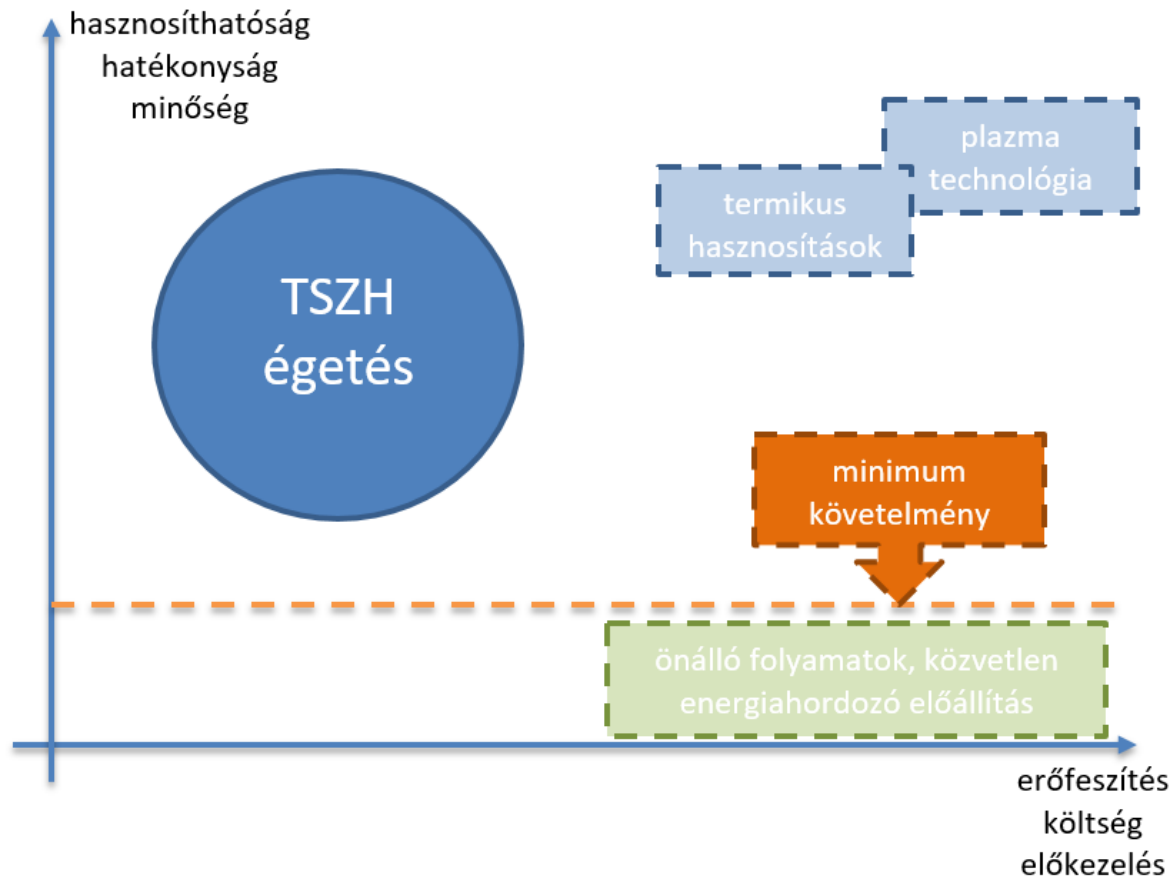 hasznosíthatóság
hatékonyság
minőség
plazma
technológia
termikus
hasznosítások
TSZH
égetés
minimum
követelmény
önálló folyamatok, közvetlen
energiahordozó előállítás
erőfeszítés
költség
előkezelés